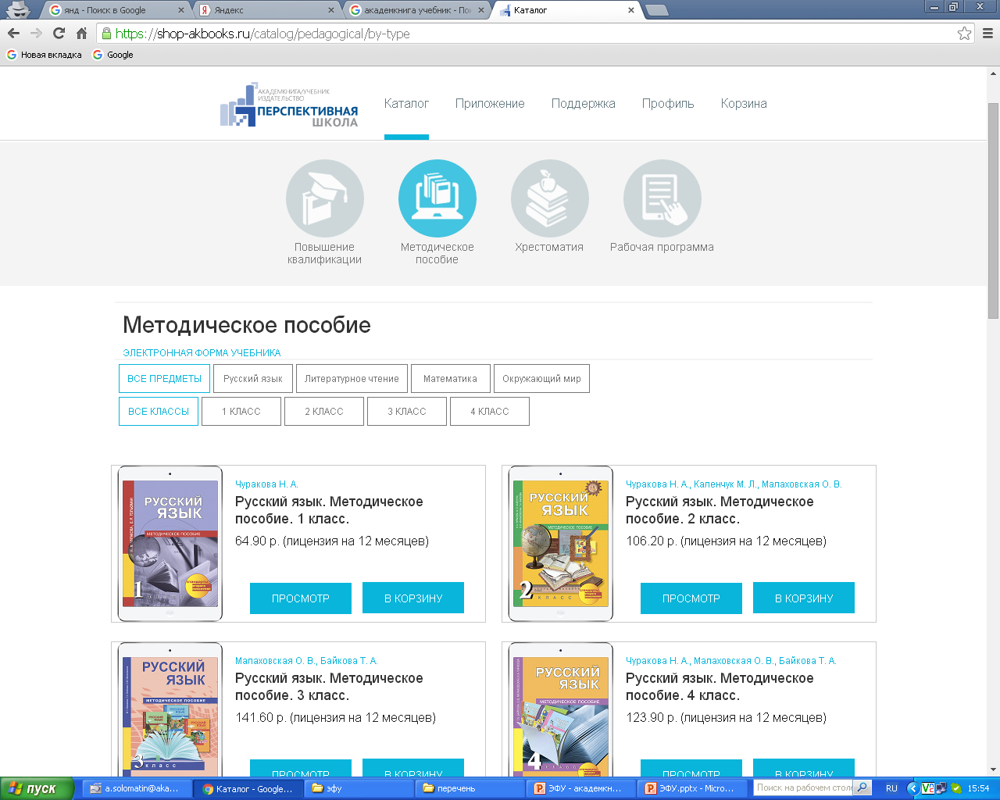 янд - Поиск в Google
Яндекс
академкнига учебник - По
Каталог
https://shop-akbooks.ru/catalog/pedagogical/by-type
Новая вкладка
Google
АКАДЕМКНИГА/УЧЕБНИК
ИЗДАТЕЛЬСТВО
ПЕРСПЕКТИВНАЯ
ШКОЛА
Каталог
Приложение
Поддержка
Профиль
Корзина
Повышение
квалификации
Методическое
пособие
Хрестоматия
Рабочая программа
Методическое пособие
ЭЛЕКТРОННАЯ ФОРМА УЧЕБНИКА
ВСЕ ПРЕДМЕТЫ
Русский язык
Литературное чтение
Математика
Окружающий мир
ВСЕ КЛАССЫ
1 КЛАСС
2 КЛАСС
3 КЛАСС
4 КЛАСС
РУССКИЙ
ЯЗЫК
МЕТОДИЧЕСКОЕ ПОСОБИЕ
1
Чуракова Н. А.
Русский язык. Методическое
пособие. 1 класс.
64.90 р. (лицензия на 12 месяцев)
ПРОСМОТР
В КОРЗИНУ
РУССКИЙ
ЯЗЫК
МЕТОДИЧЕСКОЕ ПОСОБИЕ
2
КЛАСС
Чуракова Н. А., Каленчук М. Л., Малаховская О. В.
Русский язык. Методическое
пособие. 2 класс.
106.20 р. (лицензия на 12 месяцев)
ПРОСМОТР
В КОРЗИНУ
РУССКИЙ
ЯЗЫК
МЕТОДИЧЕСКОЕ ПОСОБИЕ
3
КЛАСС
Малаховская О. В., Байкова Т. А.
Русский язык. Методическое
пособие. 3 класс.
141.60 р. (лицензия на 12 месяцев)
ПРОСМОТР
В КОРЗИНУ
РУССКИЙ
ЯЗЫК
МЕТОДИЧЕСКОЕ ПОСОБИЕ
4
КЛАСС
Чуракова Н. А., Малаховская О. В., Байкова Т. А.
Русский язык. Методическое
пособие. 4 класс.
123.90 р. (лицензия на 12 месяцев)
ПРОСМОТР
В КОРЗИНУ
пуск
a.solomatin@aka...
Каталог - Google...
эфу
перечень
ЭФУ - академкн...
ЭФУ.pptx - Micro...
Поиск на рабочем столе
RU
15:54